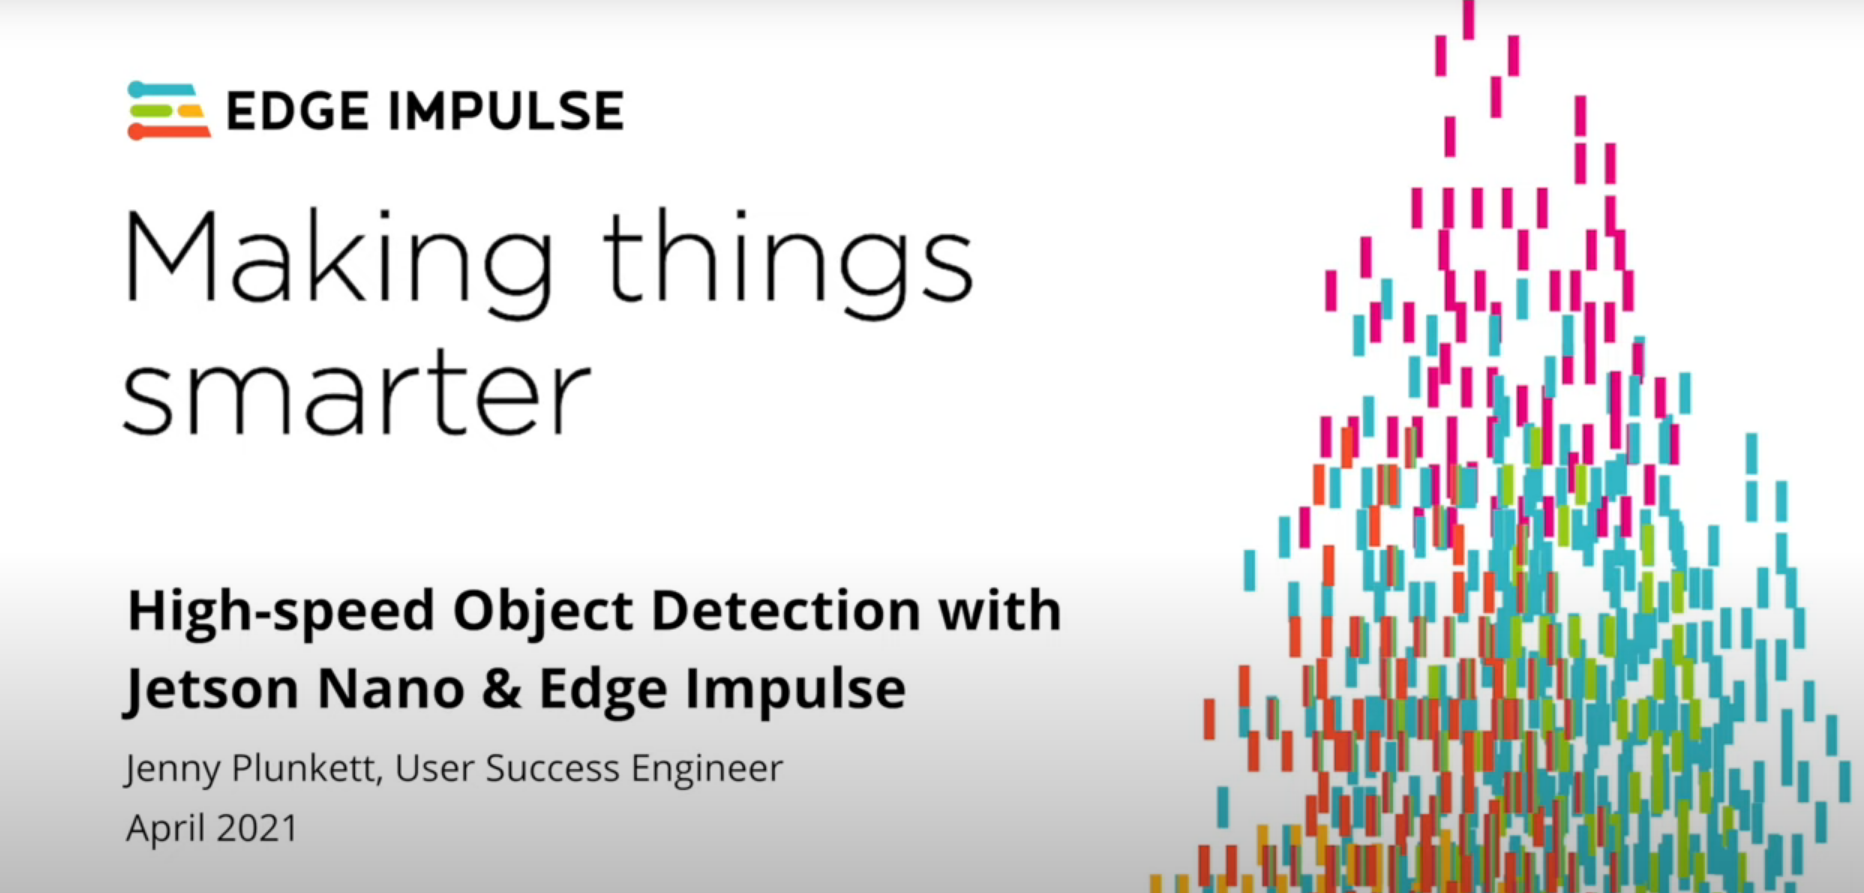 EDGE IMPULSE
Making things
smarter
High-speed Object Detection with
Jetson Nano & Edge Impulse
Jenny Plunkett, User Success Engineer
April 2021